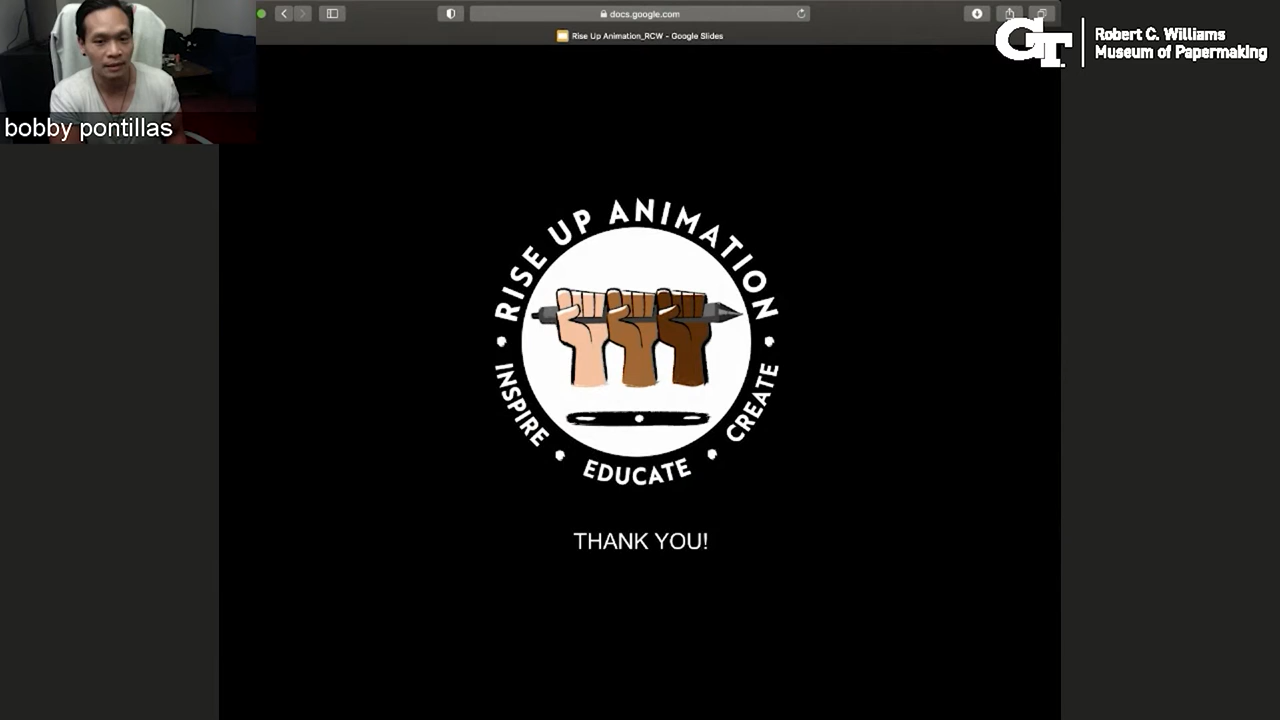 docs.google.com
Rise Up Animation_RCW - Google Slides
GT
Robert C. Williams
Museum of Papermaking
bobby pontillas
RISE UP ANIMATION
INSPIRE • EDUCATE • CREATE
THANK YOU!